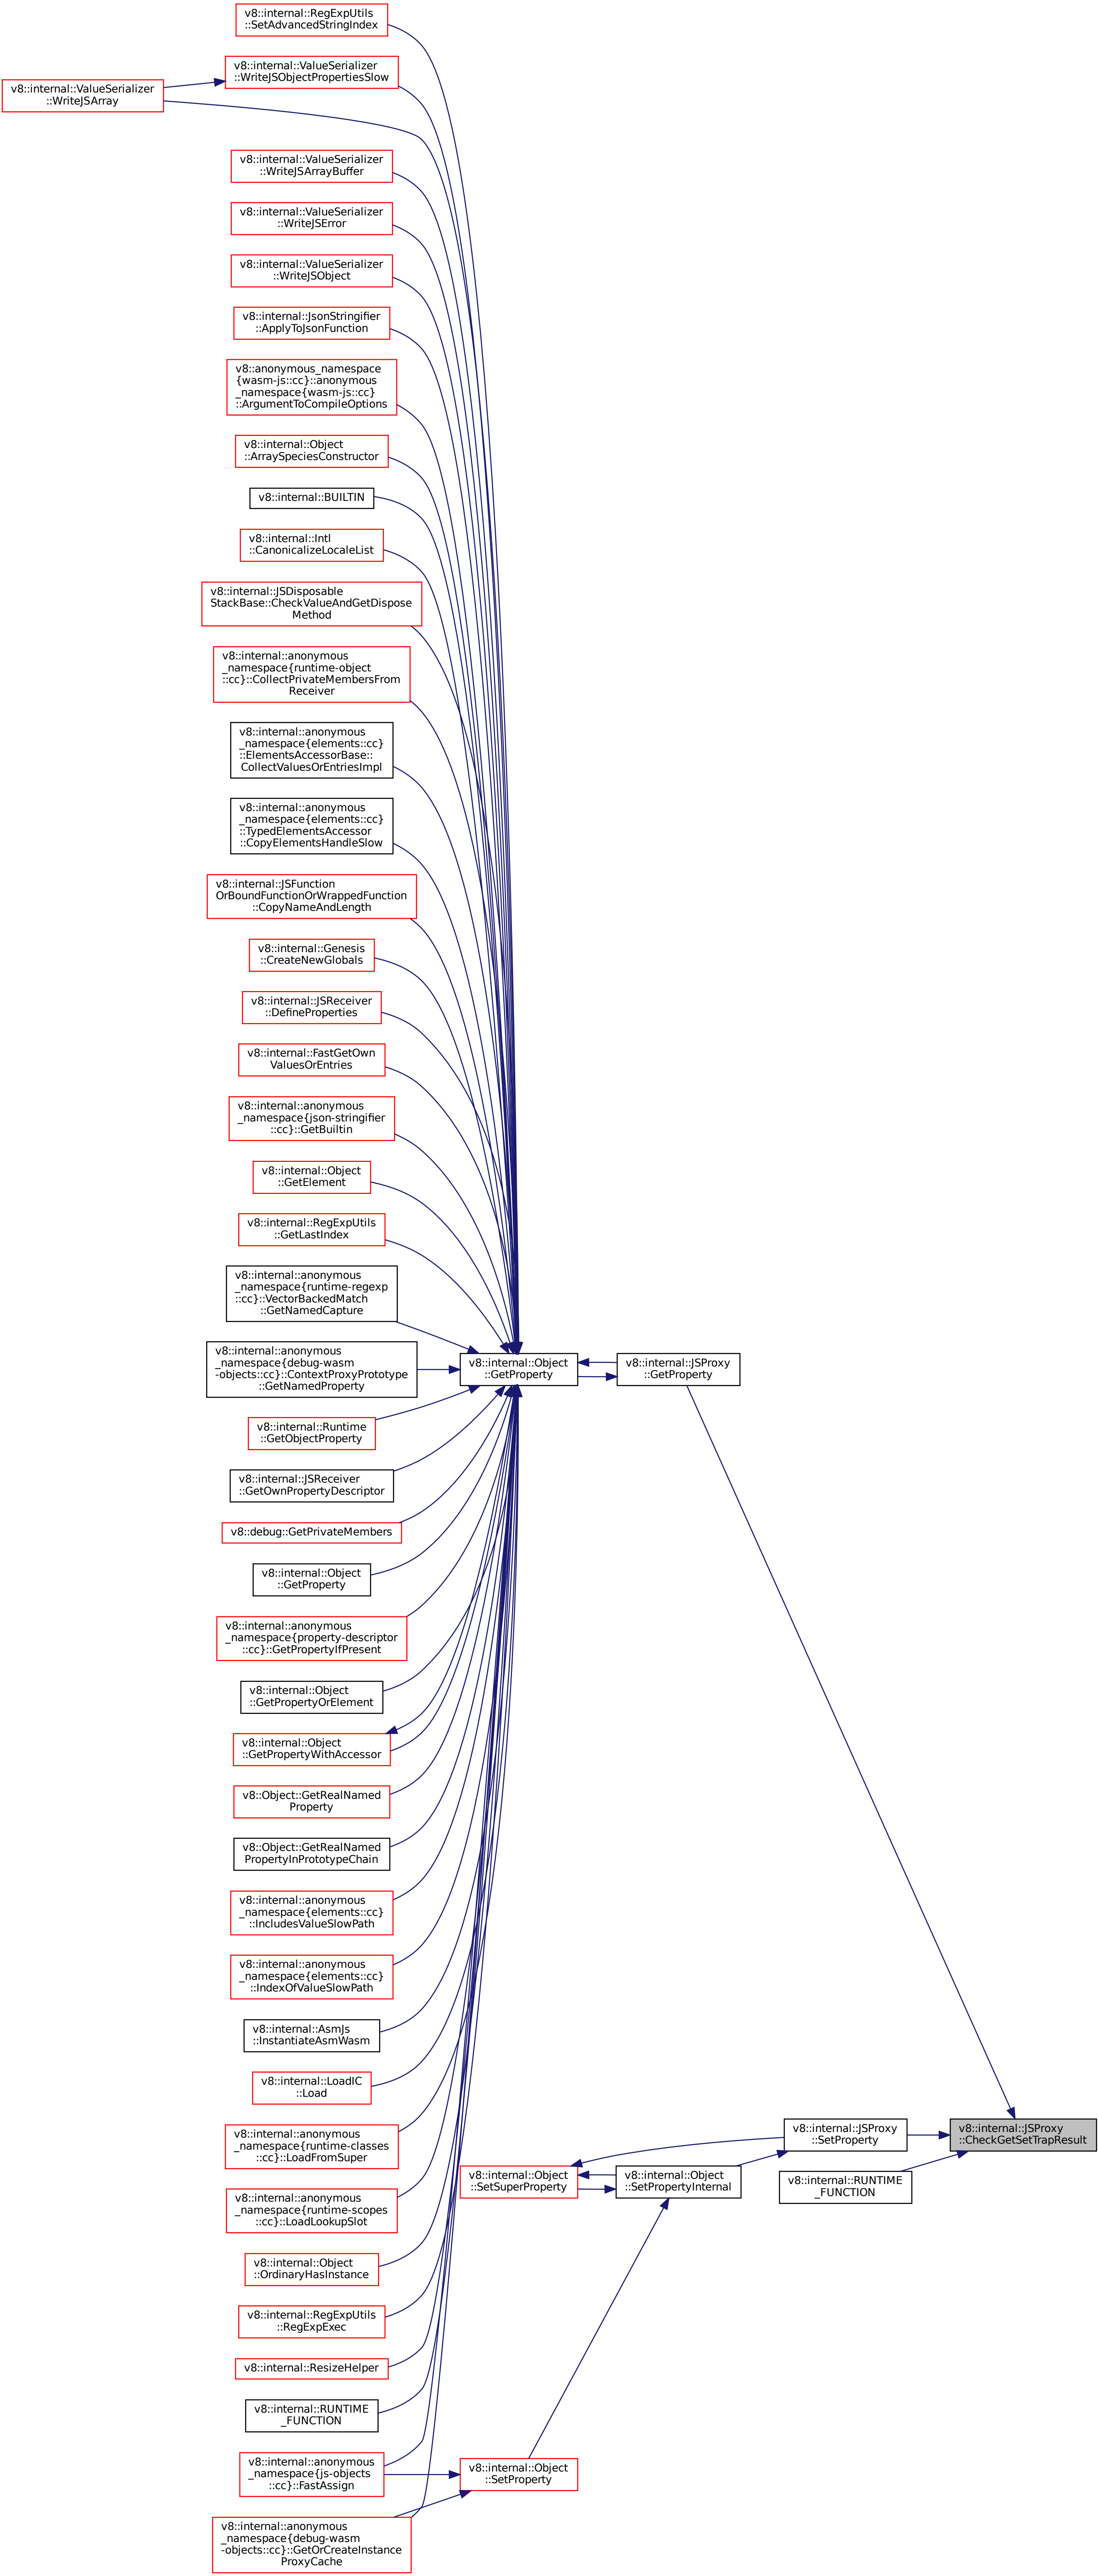 v8::internal::RegExpUtils
::SetAdvancedStringIndex
v8::internal::ValueSerializer
::WriteJSObjectPropertiesSlow
v8::internal::ValueSerializer
::WriteJSArray
v8::internal::ValueSerializer
::WriteJSArrayBuffer
v8::internal::ValueSerializer
::WriteJSError
v8::internal::ValueSerializer
::WriteJSObject
v8::internal::JsonStringifier
::ApplyToJsonFunction
v8::anonymous_namespace
{wasm-js::cc}::anonymous
_namespace{wasm-js::cc}
::ArgumentToCompileOptions
v8::internal::Object
::ArraySpeciesConstructor
v8::internal::BUILTIN
v8::internal::Intl
::CanonicalizeLocaleList
v8::internal::JSDisposable
StackBase::CheckValueAndGetDispose
Method
v8::internal::anonymous
_namespace{runtime-object
::cc}::CollectPrivateMembersFrom
Receiver
v8::internal::anonymous
_namespace{elements::cc}
::ElementsAccessorBase::
CollectValuesOrEntriesImpl
v8::internal::anonymous
_namespace{elements::cc}
::TypedElementsAccessor
::CopyElementsHandleSlow
v8::internal::JSFunction
OrBoundFunctionOrWrappedFunction
::CopyNameAndLength
v8::internal::Genesis
::CreateNewGlobals
v8::internal::JSReceiver
::DefineProperties
v8::internal::FastGetOwn
ValuesOrEntries
v8::internal::anonymous
_namespace{json-stringifier
::cc}::GetBuiltin
v8::internal::Object
::GetElement
v8::internal::RegExpUtils
::GetLastIndex
v8::internal::anonymous
_namespace{runtime-regexp
::cc}::VectorBackedMatch
::GetNamedCapture
v8::internal::anonymous
_namespace{debug-wasm
-objects::cc}::ContextProxyPrototype
::GetNamedProperty
v8::internal::Object
::GetProperty
v8::internal::JSProxy
::GetProperty
v8::internal::Runtime
::GetObjectProperty
v8::internal::JSReceiver
::GetOwnPropertyDescriptor
v8::debug::GetPrivateMembers
v8::internal::Object
::GetProperty
v8::internal::anonymous
_namespace{property-descriptor
::cc}::GetPropertyIfPresent
v8::internal::Object
::GetPropertyOrElement
v8::internal::Object
::GetPropertyWithAccessor
v8::Object::GetRealNamed
Property
v8::Object::GetRealNamed
PropertyInPrototypeChain
v8::internal::anonymous
_namespace{elements::cc}
::IncludesValueSlowPath
v8::internal::anonymous
_namespace{elements::cc}
::IndexOfValueSlowPath
v8::internal::AsmJs
::InstantiateAsmWasm
v8::internal::LoadIC
::Load
v8::internal::anonymous
_namespace{runtime-classes
::cc}::LoadFromSuper
v8::internal::JSProxy
::SetProperty
v8::internal::JSProxy
::CheckGetSetTrapResult
v8::internal::Object
::SetSuperProperty
v8::internal::Object
::SetPropertyInternal
v8::internal::RUNTIME
_FUNCTION
v8::internal::anonymous
_namespace{runtime-scopes
::cc}::LoadLookupSlot
v8::internal::Object
::OrdinaryHasInstance
v8::internal::RegExpUtils
::RegExpExec
v8::internal::ResizeHelper
v8::internal::RUNTIME
_FUNCTION
v8::internal::anonymous
_namespace{js-objects
::cc}::FastAssign
v8::internal::Object
::SetProperty
v8::internal::anonymous
_namespace{debug-wasm
-objects::cc}::GetOrCreateInstance
ProxyCache